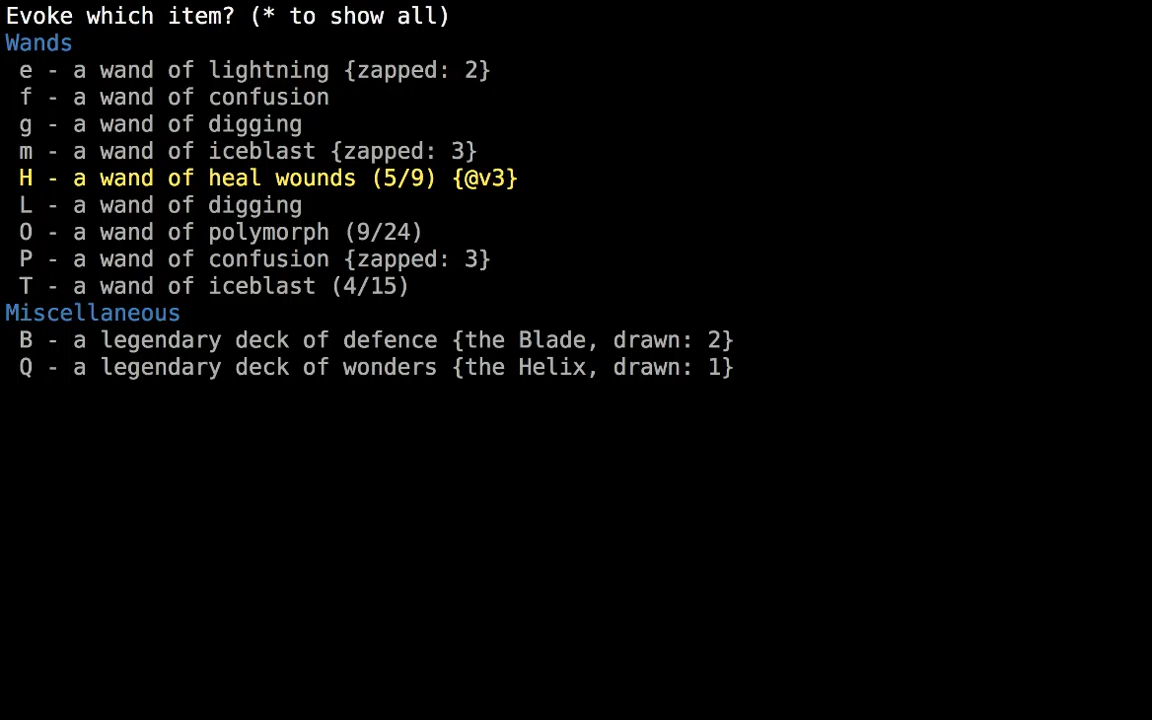 Evoke which item? (* to show all)
Wands
e - a wand of lightning {zapped: 2}
f - a wand of confusion
g - a wand of digging
m - a wand of iceblast {zapped: 3}
H - a wand of heal wounds (5/9) {@v3}
L - a wand of digging
O - a wand of polymorph (9/24)
P - a wand of confusion {zapped: 3}
T - a wand of iceblast (4/15)
Miscellaneous
B - a legendary deck of defence {the Blade, drawn: 2}
Q - a legendary deck of wonders {the Helix, drawn: 1}